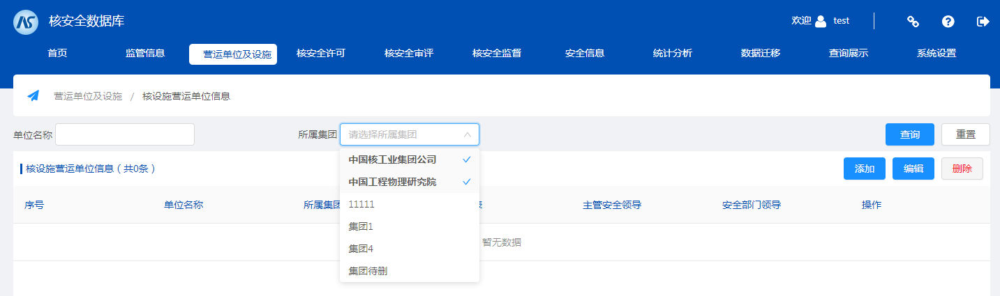 核安全数据库
欢迎 test
首页 监管信息 营运单位及设施 核安全许可 核安全审评 核安全监督 安全信息 统计分析 数据迁移 查询展示 系统设置
营运单位及设施 / 核设施营运单位信息
单位名称 所属集团 请选择所属集团 查询 重置
核设施营运单位信息（共0条） 添加 编辑 删除
序号 单位名称 所属集团 主管安全领导 安全部门领导 操作
暂无数据
中国核工业集团公司
中国工程物理研究院
11111
集团1
集团4
集团待删